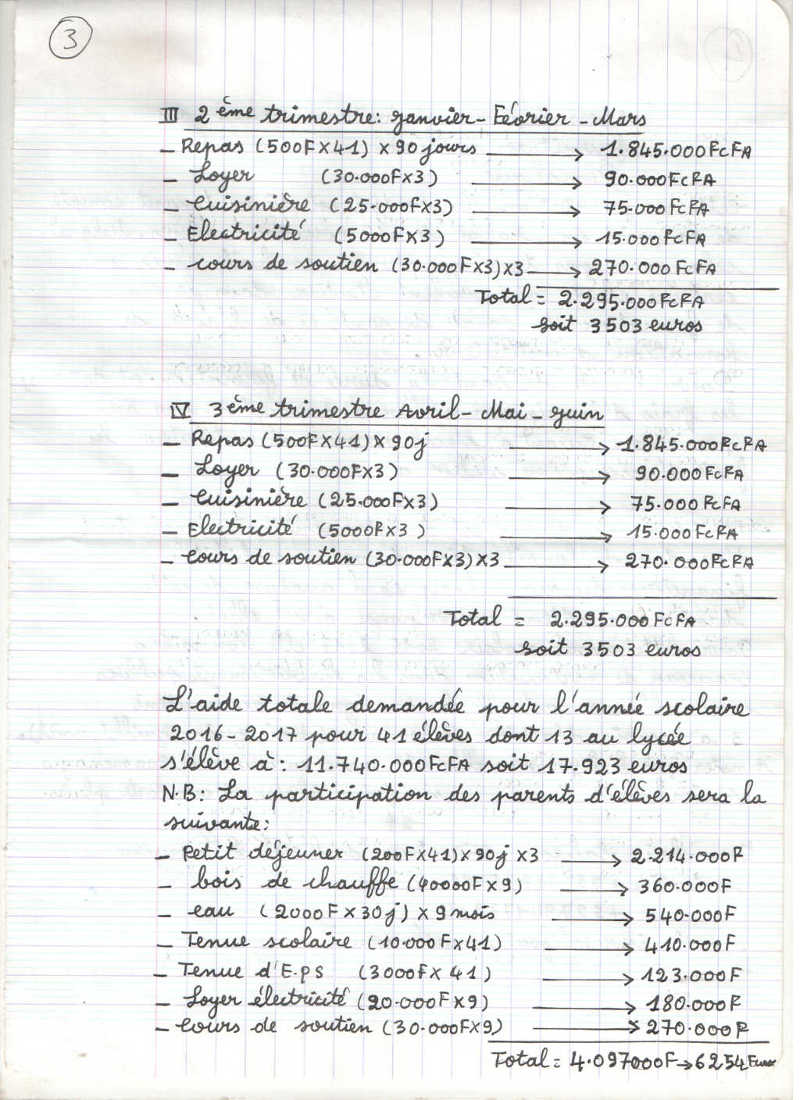 3
III 2ème trimestre: Janvier - Février - Mars
- Repas (500F X 41) X 90 jours → 1.845.000 FCFA
- Loyer (30.000F X 3) → 90.000 FCFA
- Cuisinière (25.000F X 3) → 75.000 FCFA
- Electricité (5000F X 3) → 15.000 FCFA
- Cours de soutien (30.000F X 3) X 3 → 270.000 FCFA
Total = 2.295.000 FCFA
soit 3503 euros
IV 3ème trimestre Avril - Mai - Juin
- Repas (500F X 41) X 90j → 1.845.000 FCFA
- Loyer (30.000F X 3) → 90.000 FCFA
- Cuisinière (25.000F X 3) → 75.000 FCFA
- Electricité (5000F X 3) → 15.000 FCFA
- Cours de soutien (30.000F X 3) X 3 → 270.000 FCFA
Total = 2.295.000 FCFA
soit 3503 euros
L'aide totale demandée pour l'année scolaire
2016-2017 pour 41 élèves dont 13 au lycée
s'élève à : 11.740.000 FCFA soit 17.923 euros
N.B: La participation des parents d'élèves sera la
suivante:
- Petit déjeuner (200F X 41) X 90j X 3 → 2.214.000F
- bois de chauffe (40000F X 9) → 360.000F
- eau (2000F X 30j) X 9 mois → 540.000F
- Tenue scolaire (10.000F X 41) → 410.000F
- Tenue d'E.PS (3000F X 41) → 123.000F
- Loyer électricité (20.000F X 9) → 180.000F
- Cours de soutien (30.000F X 9) → 270.000F
Total = 4.097000F → 6254 Euros